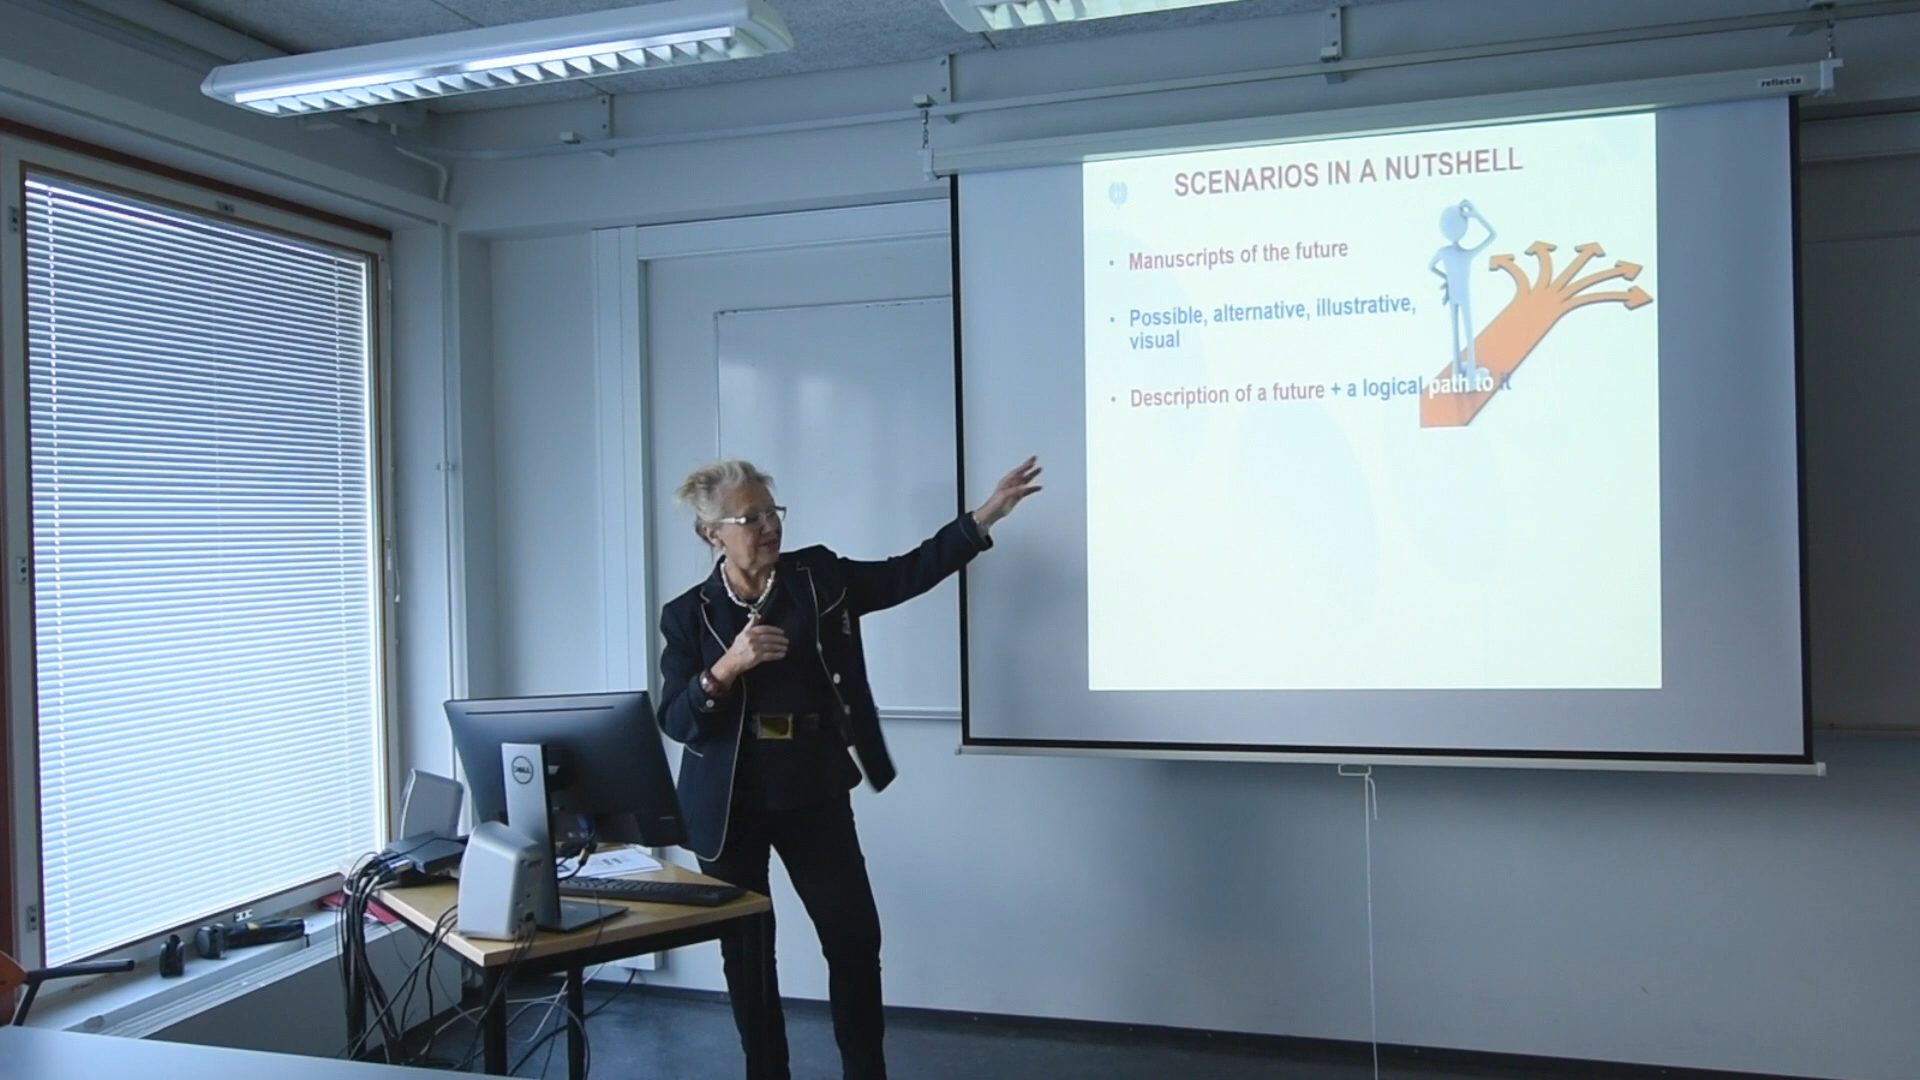 reflecta
SCENARIOS IN A NUTSHELL
• Manuscripts of the future
• Possible, alternative, illustrative,
visual
• Description of a future + a logical path to it
DELL